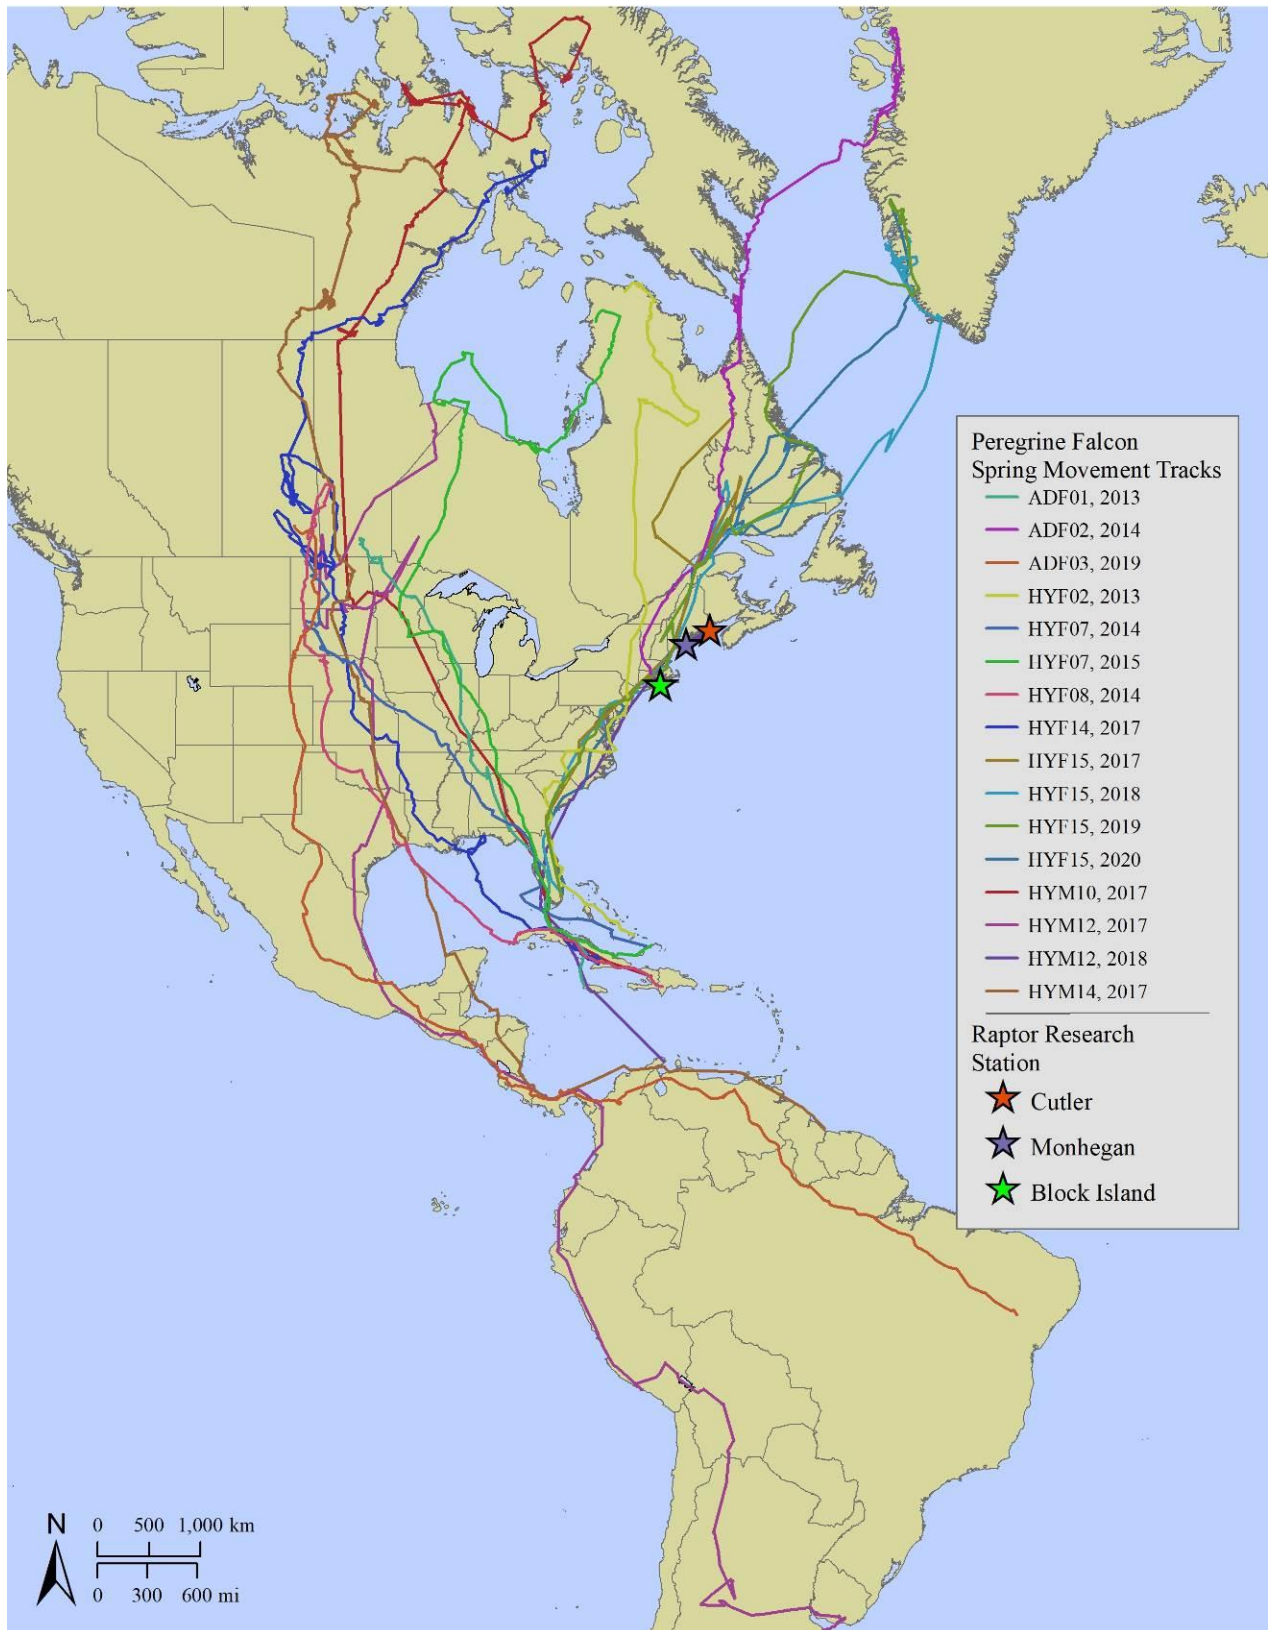 Peregrine Falcon
Spring Movement Tracks
ADF01, 2013
ADF02, 2014
ADF03, 2019
HYF02, 2013
HYF07, 2014
HYF07, 2015
HYF08, 2014
HYF14, 2017
HYF15, 2017
HYF15, 2018
HYF15, 2019
HYF15, 2020
HYM10, 2017
HYM12, 2017
HYM12, 2018
HYM14, 2017
Raptor Research
Station
Cutler
Monhegan
Block Island
N
0 500 1,000 km
0 300 600 mi